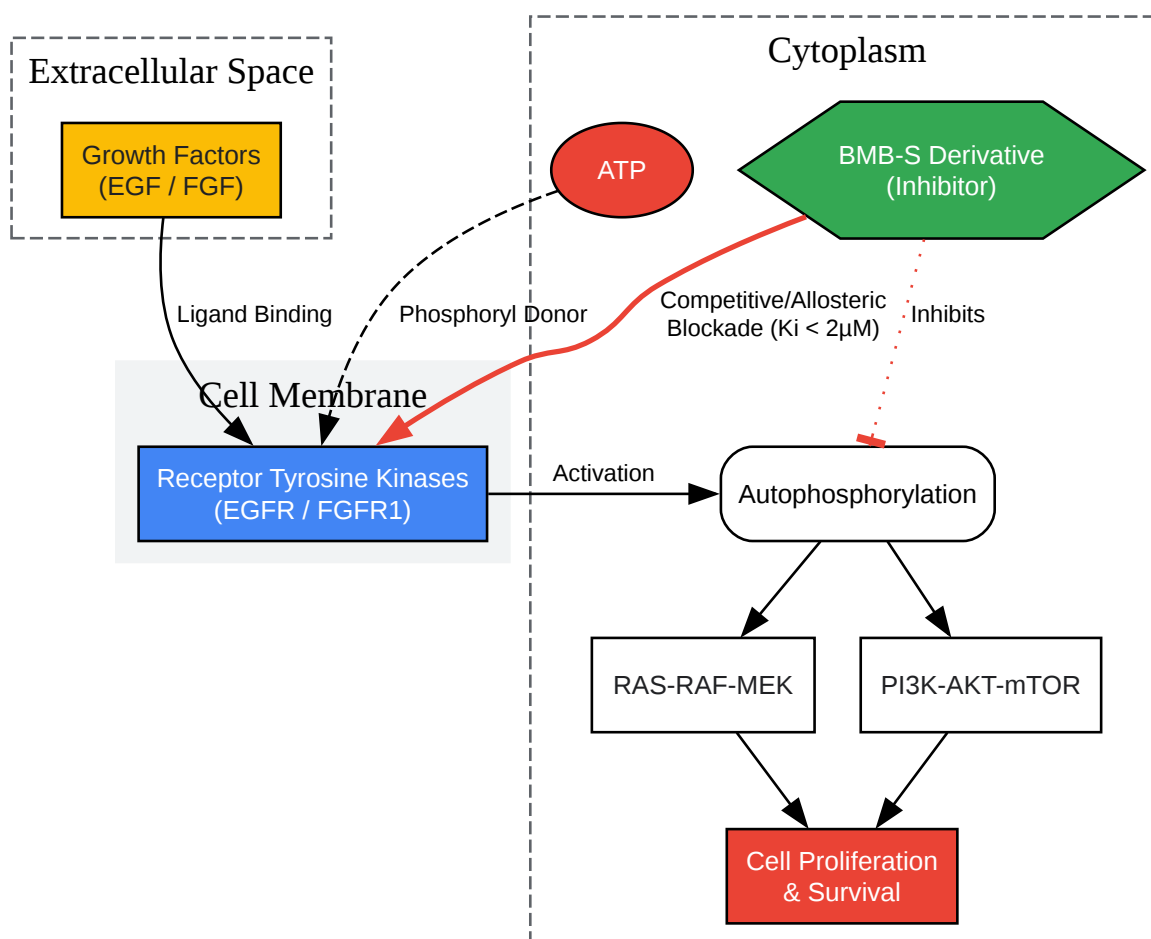 Extracellular Space
Cytoplasm
Growth Factors
(EGF / FGF)
ATP
BMB-S Derivative
(Inhibitor)
Ligand Binding
Phosphoryl Donor
Competitive/Allosteric
Blockade (Ki < 2µM)
Inhibits
Cell Membrane
Receptor Tyrosine Kinases
(EGFR / FGFR1)
Activation
Autophosphorylation
RAS-RAF-MEK
PI3K-AKT-mTOR
Cell Proliferation
& Survival